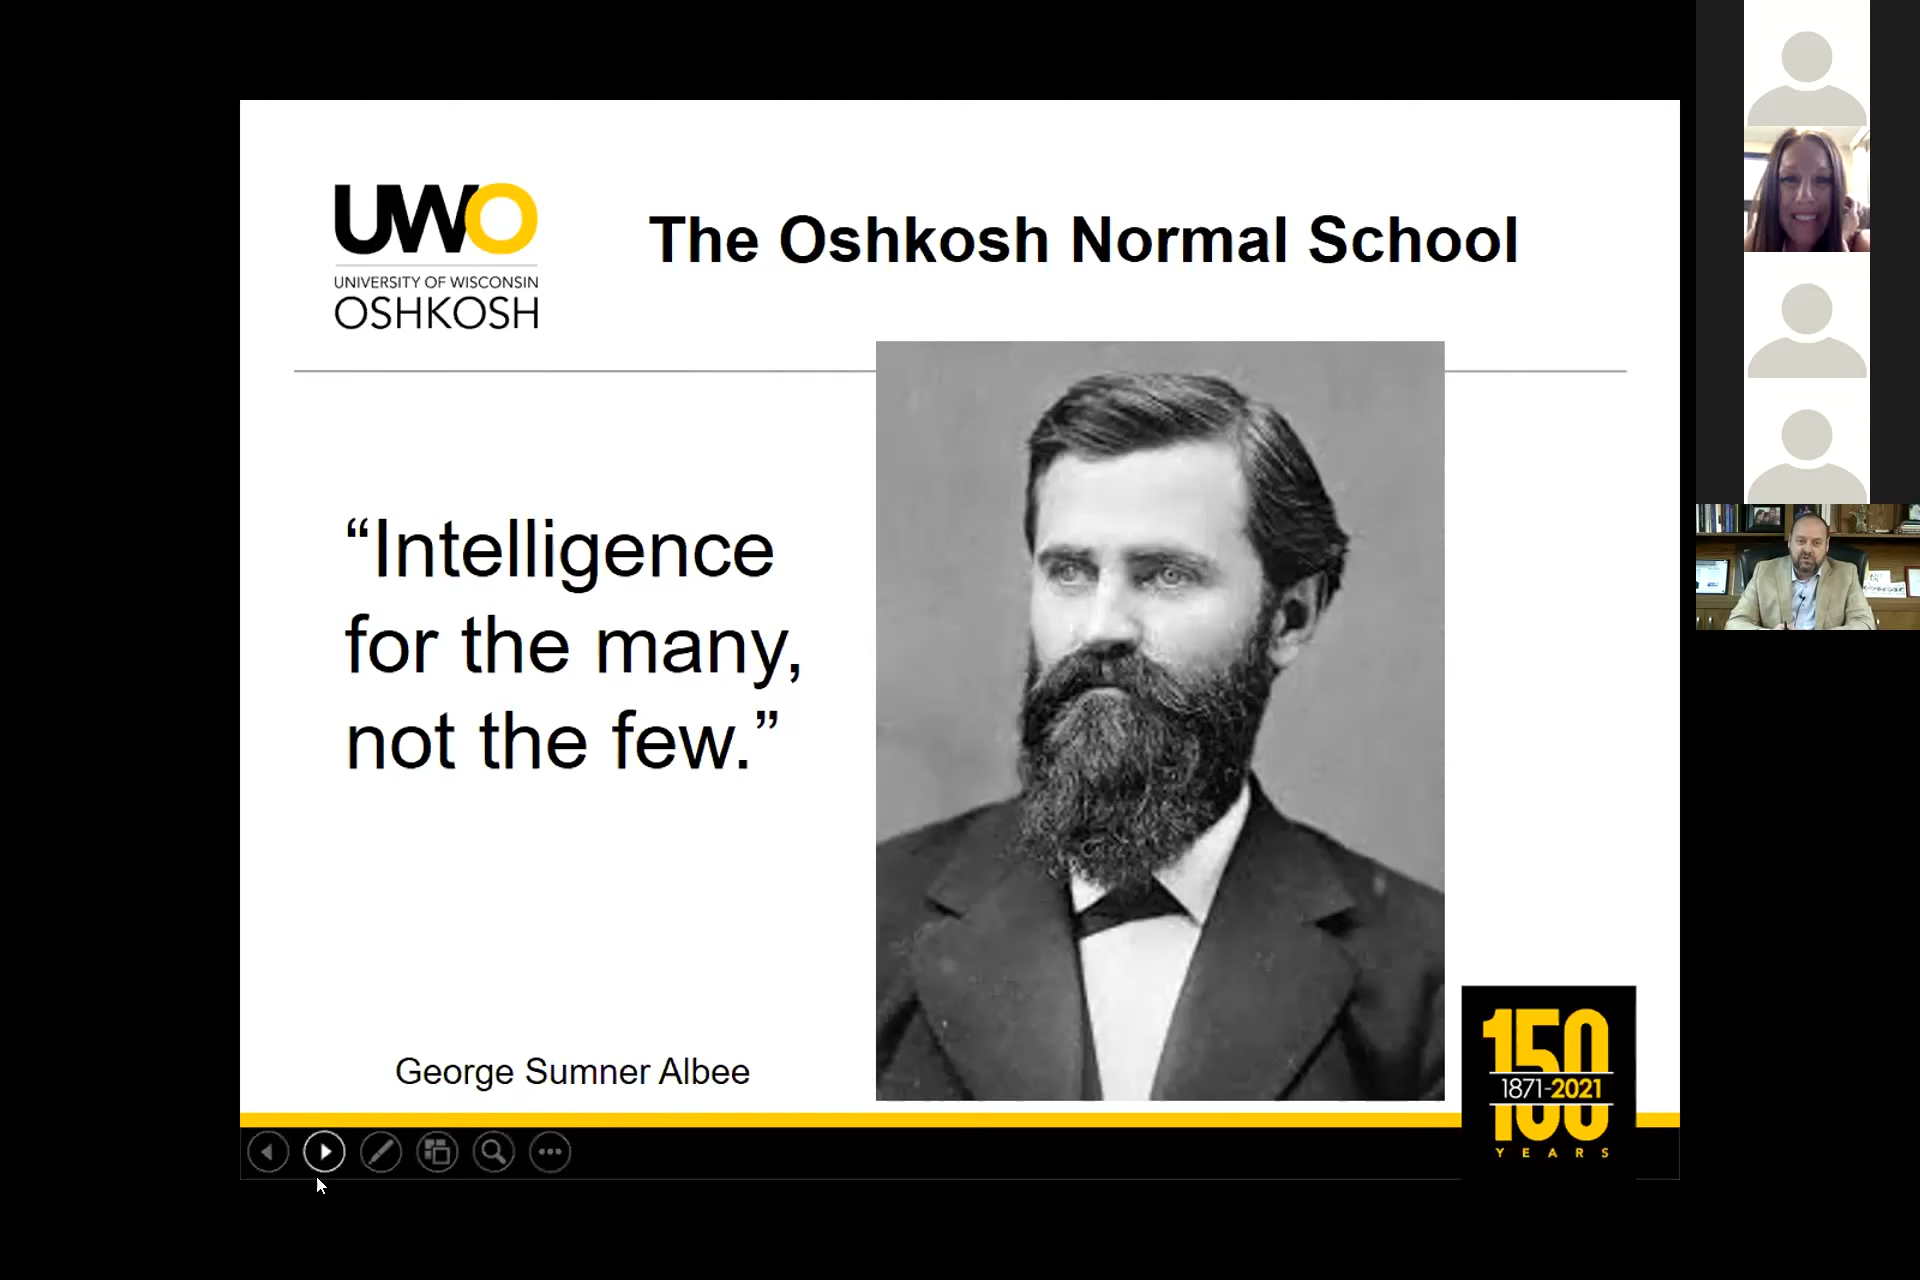 UWO
UNIVERSITY OF WISCONSIN
OSHKOSH
The Oshkosh Normal School
“Intelligence
for the many,
not the few.”
George Sumner Albee
150
1871-2021
YEARS